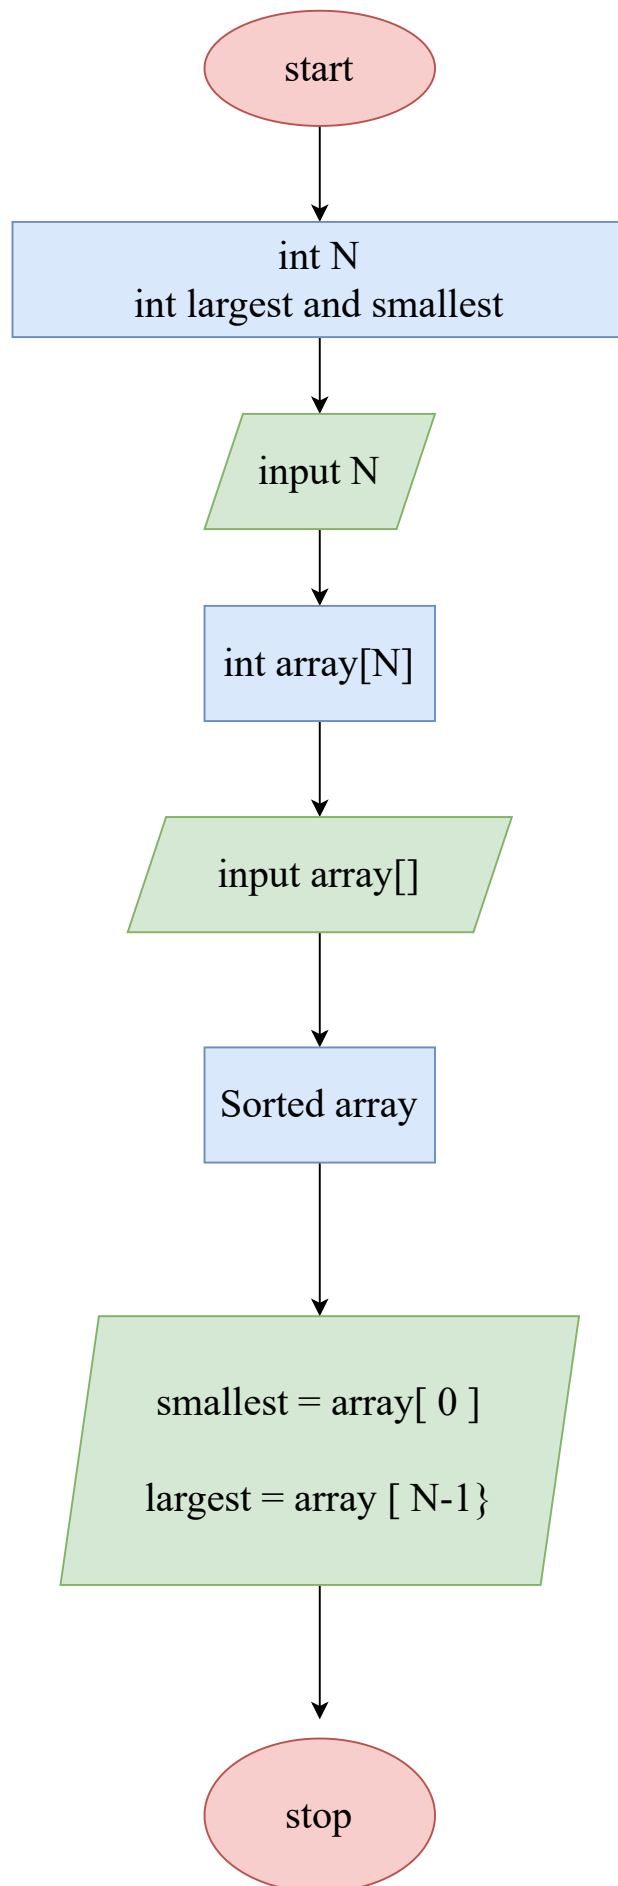 start
int N
int largest and smallest
input N
int array[N]
input array[]
Sorted array
smallest = array[ 0 ]
largest = array [ N-1}
stop